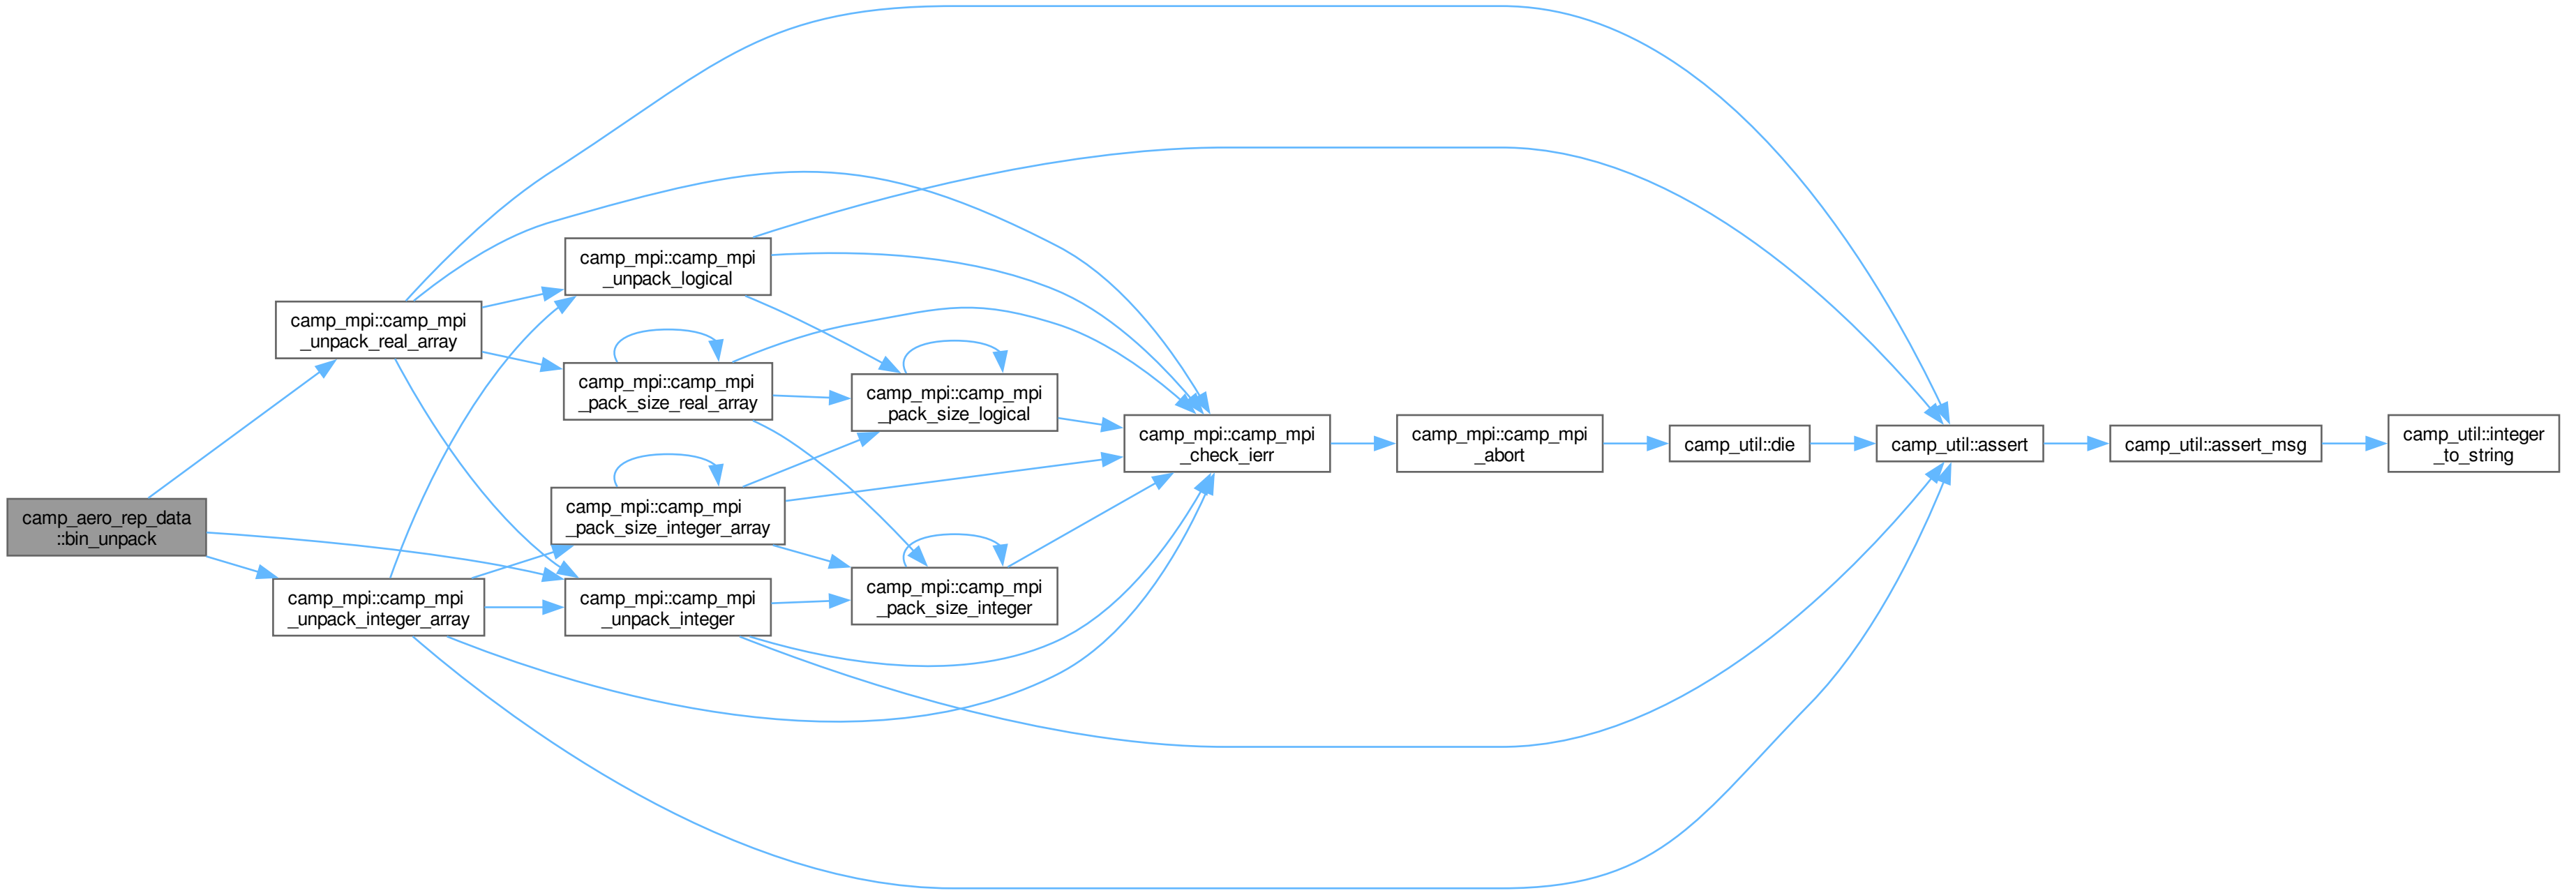 camp_aero_rep_data
::bin_unpack
camp_mpi::camp_mpi
_unpack_real_array
camp_mpi::camp_mpi
_unpack_integer_array
camp_mpi::camp_mpi
_unpack_logical
camp_mpi::camp_mpi
_pack_size_real_array
camp_mpi::camp_mpi
_pack_size_integer_array
camp_mpi::camp_mpi
_unpack_integer
camp_mpi::camp_mpi
_pack_size_logical
camp_mpi::camp_mpi
_pack_size_integer
camp_mpi::camp_mpi
_check_ierr
camp_mpi::camp_mpi
_abort
camp_util::die
camp_util::assert
camp_util::assert_msg
camp_util::integer
_to_string